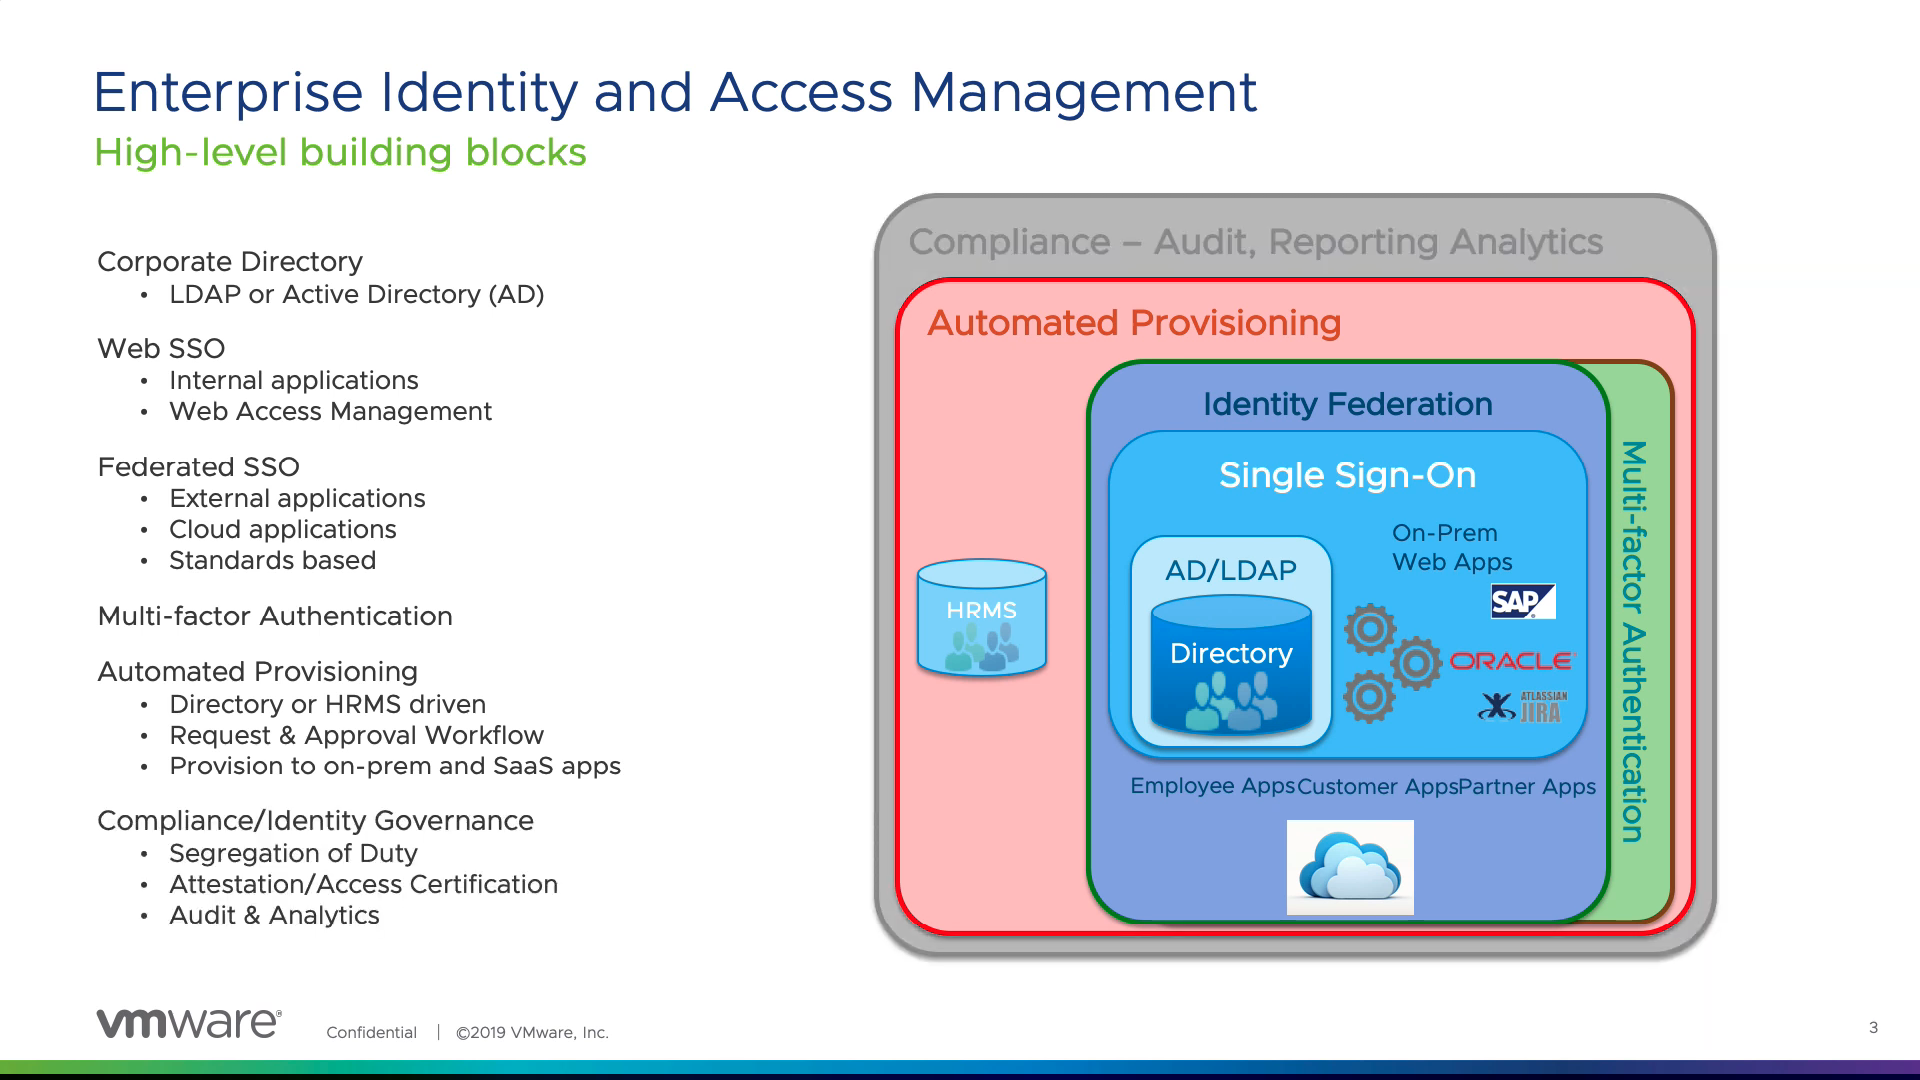 Enterprise Identity and Access Management
High-level building blocks
Corporate Directory
• LDAP or Active Directory (AD)
Web SSO
• Internal applications
• Web Access Management
Federated SSO
• External applications
• Cloud applications
• Standards based
Multi-factor Authentication
Automated Provisioning
• Directory or HRMS driven
• Request & Approval Workflow
• Provision to on-prem and SaaS apps
Compliance/Identity Governance
• Segregation of Duty
• Attestation/Access Certification
• Audit & Analytics
Compliance – Audit, Reporting Analytics
Automated Provisioning
Identity Federation
Single Sign-On
On-Prem
Web Apps
AD/LDAP
Directory
HRMS
SAP
ORACLE
ATLASSIAN
JIRA
Employee Apps
Customer Apps
Partner Apps
Multi-factor Authentication
vmware®
Confidential | ©2019 VMware, Inc.
3